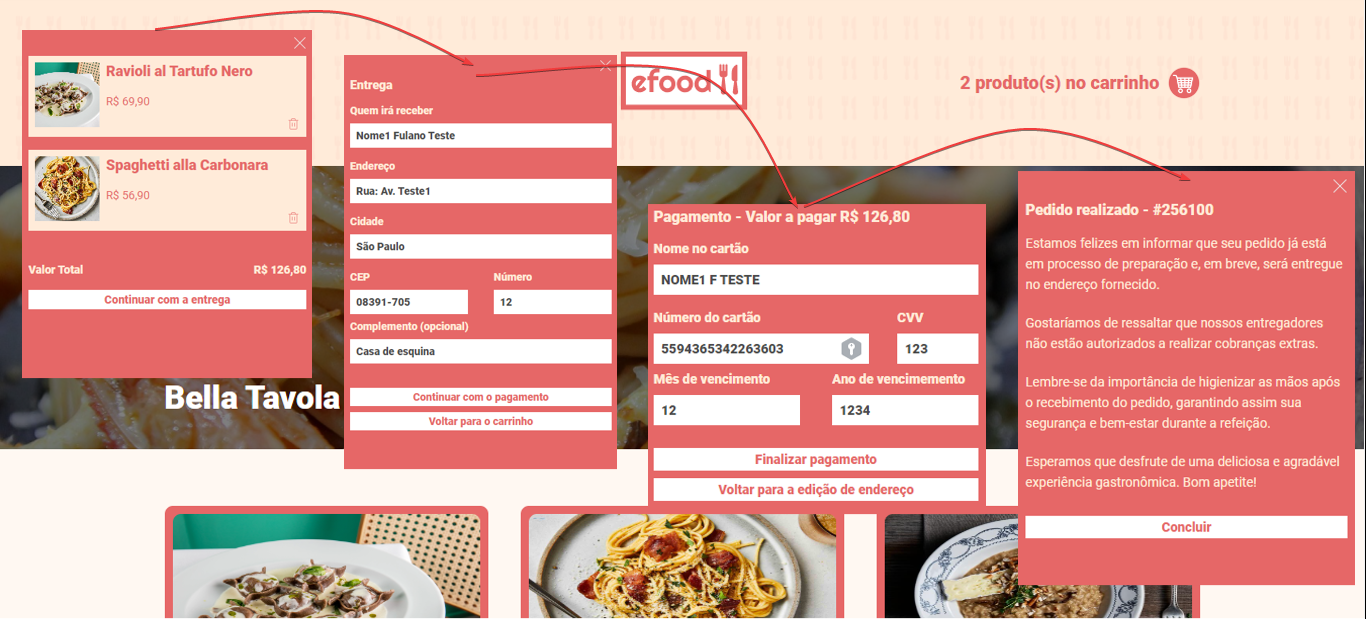 efood
2 produto(s) no carrinho
Ravioli al Tartufo Nero
R$ 69,90
Spaghetti alla Carbonara
R$ 56,90
Valor Total R$ 126,80
Continuar com a entrega
Bella Tavola
Entrega
Quem irá receber
Nome1 Fulano Teste
Endereço
Rua: Av. Teste1
Cidade
São Paulo
CEP Número
08391-705 12
Complemento (opcional)
Casa de esquina
Continuar com o pagamento
Voltar para o carrinho
Pagamento - Valor a pagar R$ 126,80
Nome no cartão
NOME1 F TESTE
Número do cartão CVV
5594365342263603 123
Mês de vencimento Ano de vencimemento
12 1234
Finalizar pagamento
Voltar para a edição de endereço
Pedido realizado - #256100
Estamos felizes em informar que seu pedido já está
em processo de preparação e, em breve, será entregue
no endereço fornecido.
Gostaríamos de ressaltar que nossos entregadores
não estão autorizados a realizar cobranças extras.
Lembre-se da importância de higienizar as mãos após
o recebimento do pedido, garantindo assim sua
segurança e bem-estar durante a refeição.
Esperamos que desfrute de uma deliciosa e agradável
experiência gastronômica. Bom apetite!
Concluir